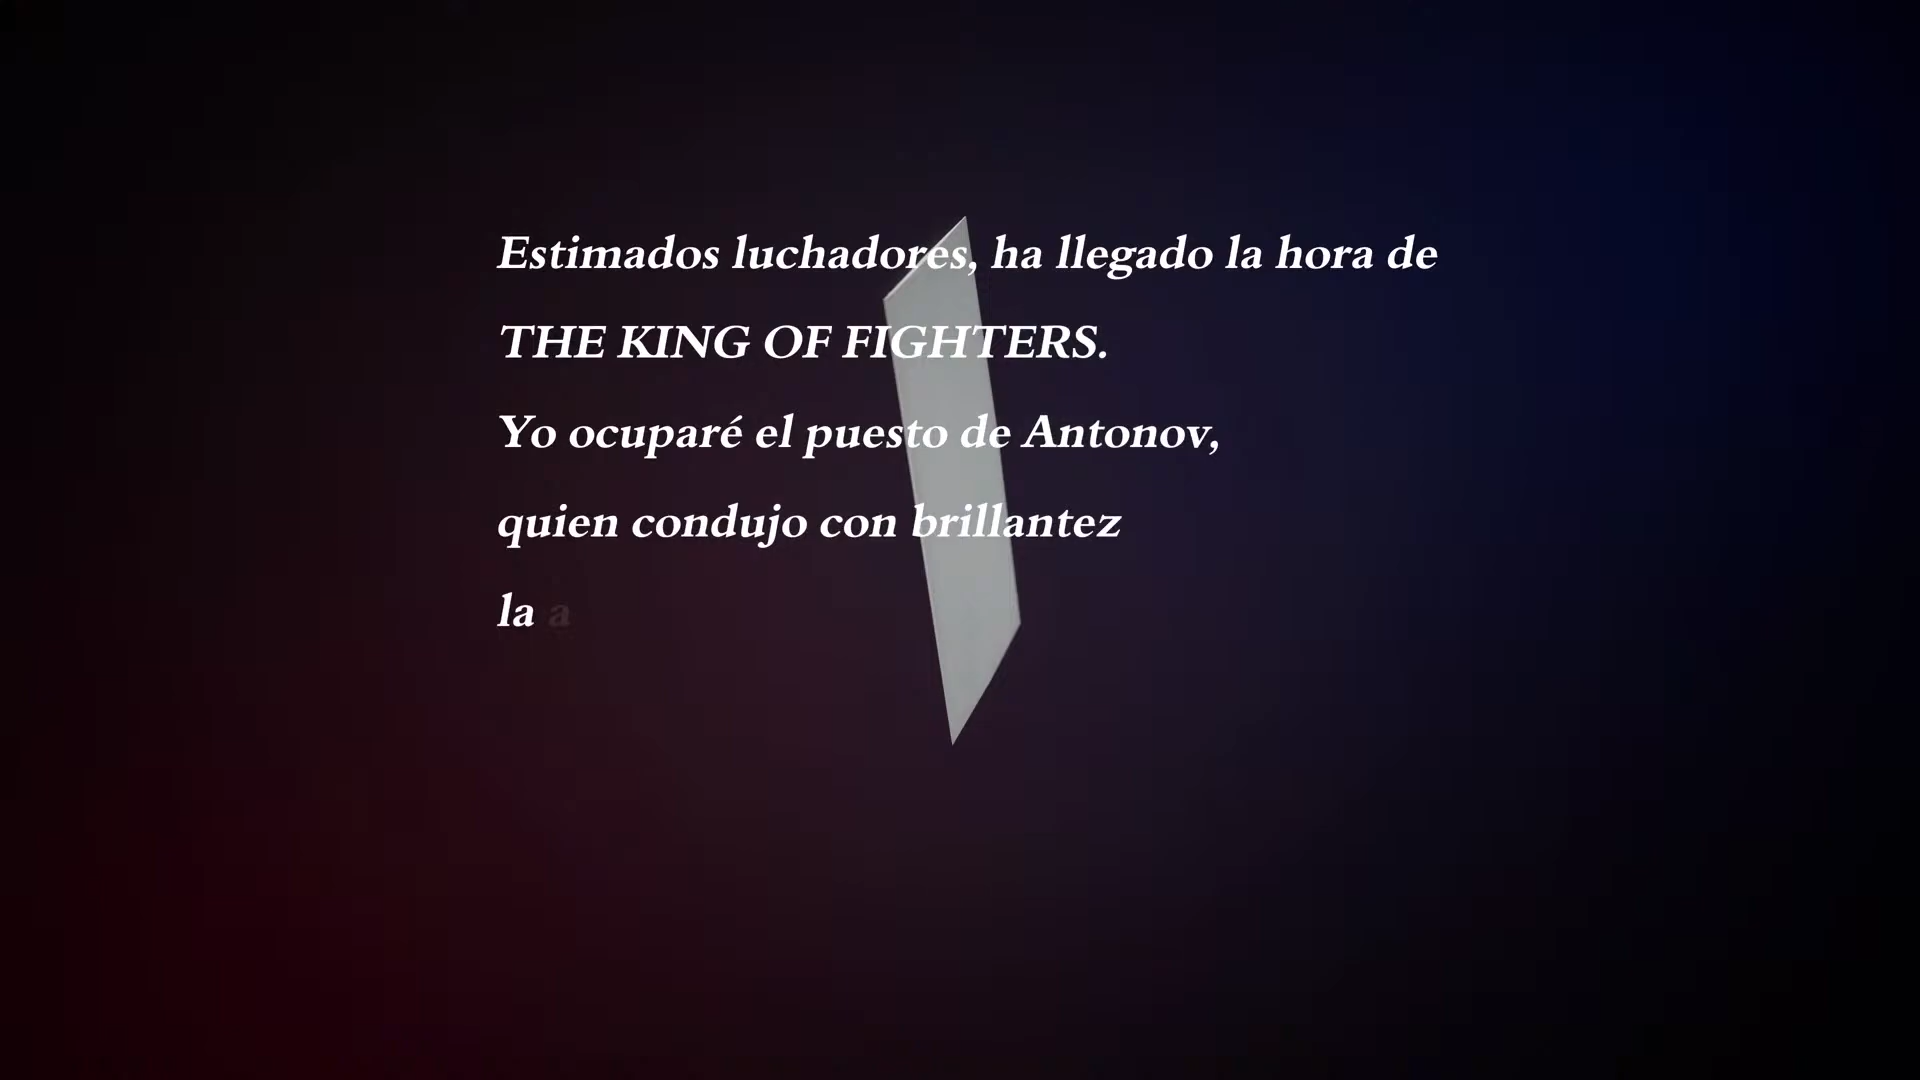 Estimados luchadores, ha llegado la hora de
THE KING OF FIGHTERS.
Yo ocuparé el puesto de Antonov,
quien condujo con brillantez
la a